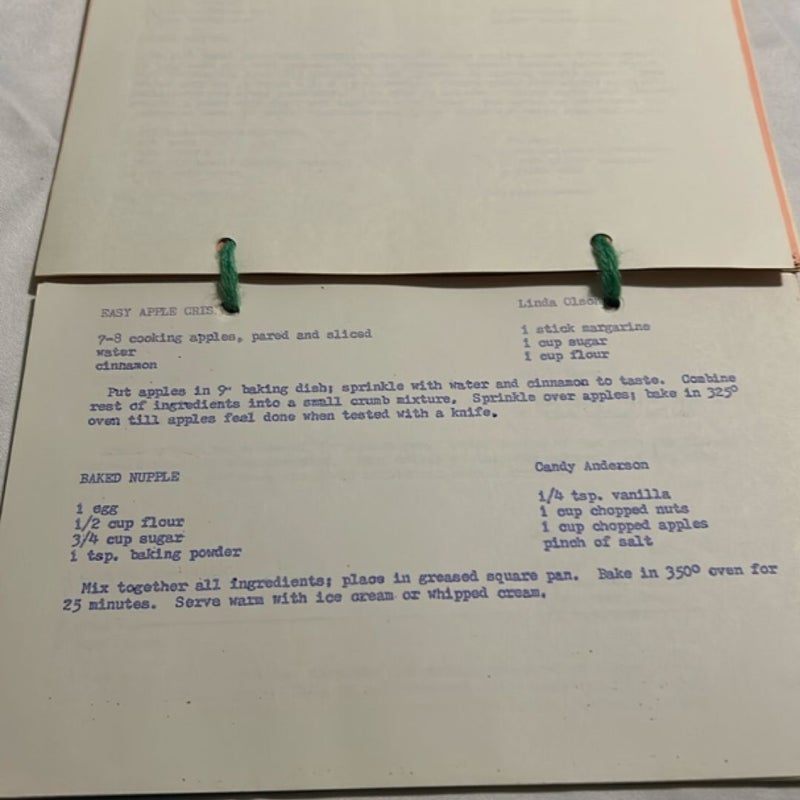 EASY APPLE CRIS Linda Olson
7-8 cooking apples, pared and sliced 1 stick margarine
water 1 cup sugar
cinnamon 1 cup flour
Put apples in 9" baking dish; sprinkle with water and cinnamon to taste. Combine
rest of ingredients into a small crumb mixture. Sprinkle over apples; bake in 325°
oven till apples feel done when tested with a knife.
BAKED NUPPLE Candy Anderson
1 egg 1/4 tsp. vanilla
1/2 cup flour 1 cup chopped nuts
3/4 cup sugar 1 cup chopped apples
1 tsp. baking powder pinch of salt
Mix together all ingredients; place in greased square pan. Bake in 350° oven for
25 minutes. Serve warm with ice cream or whipped cream.